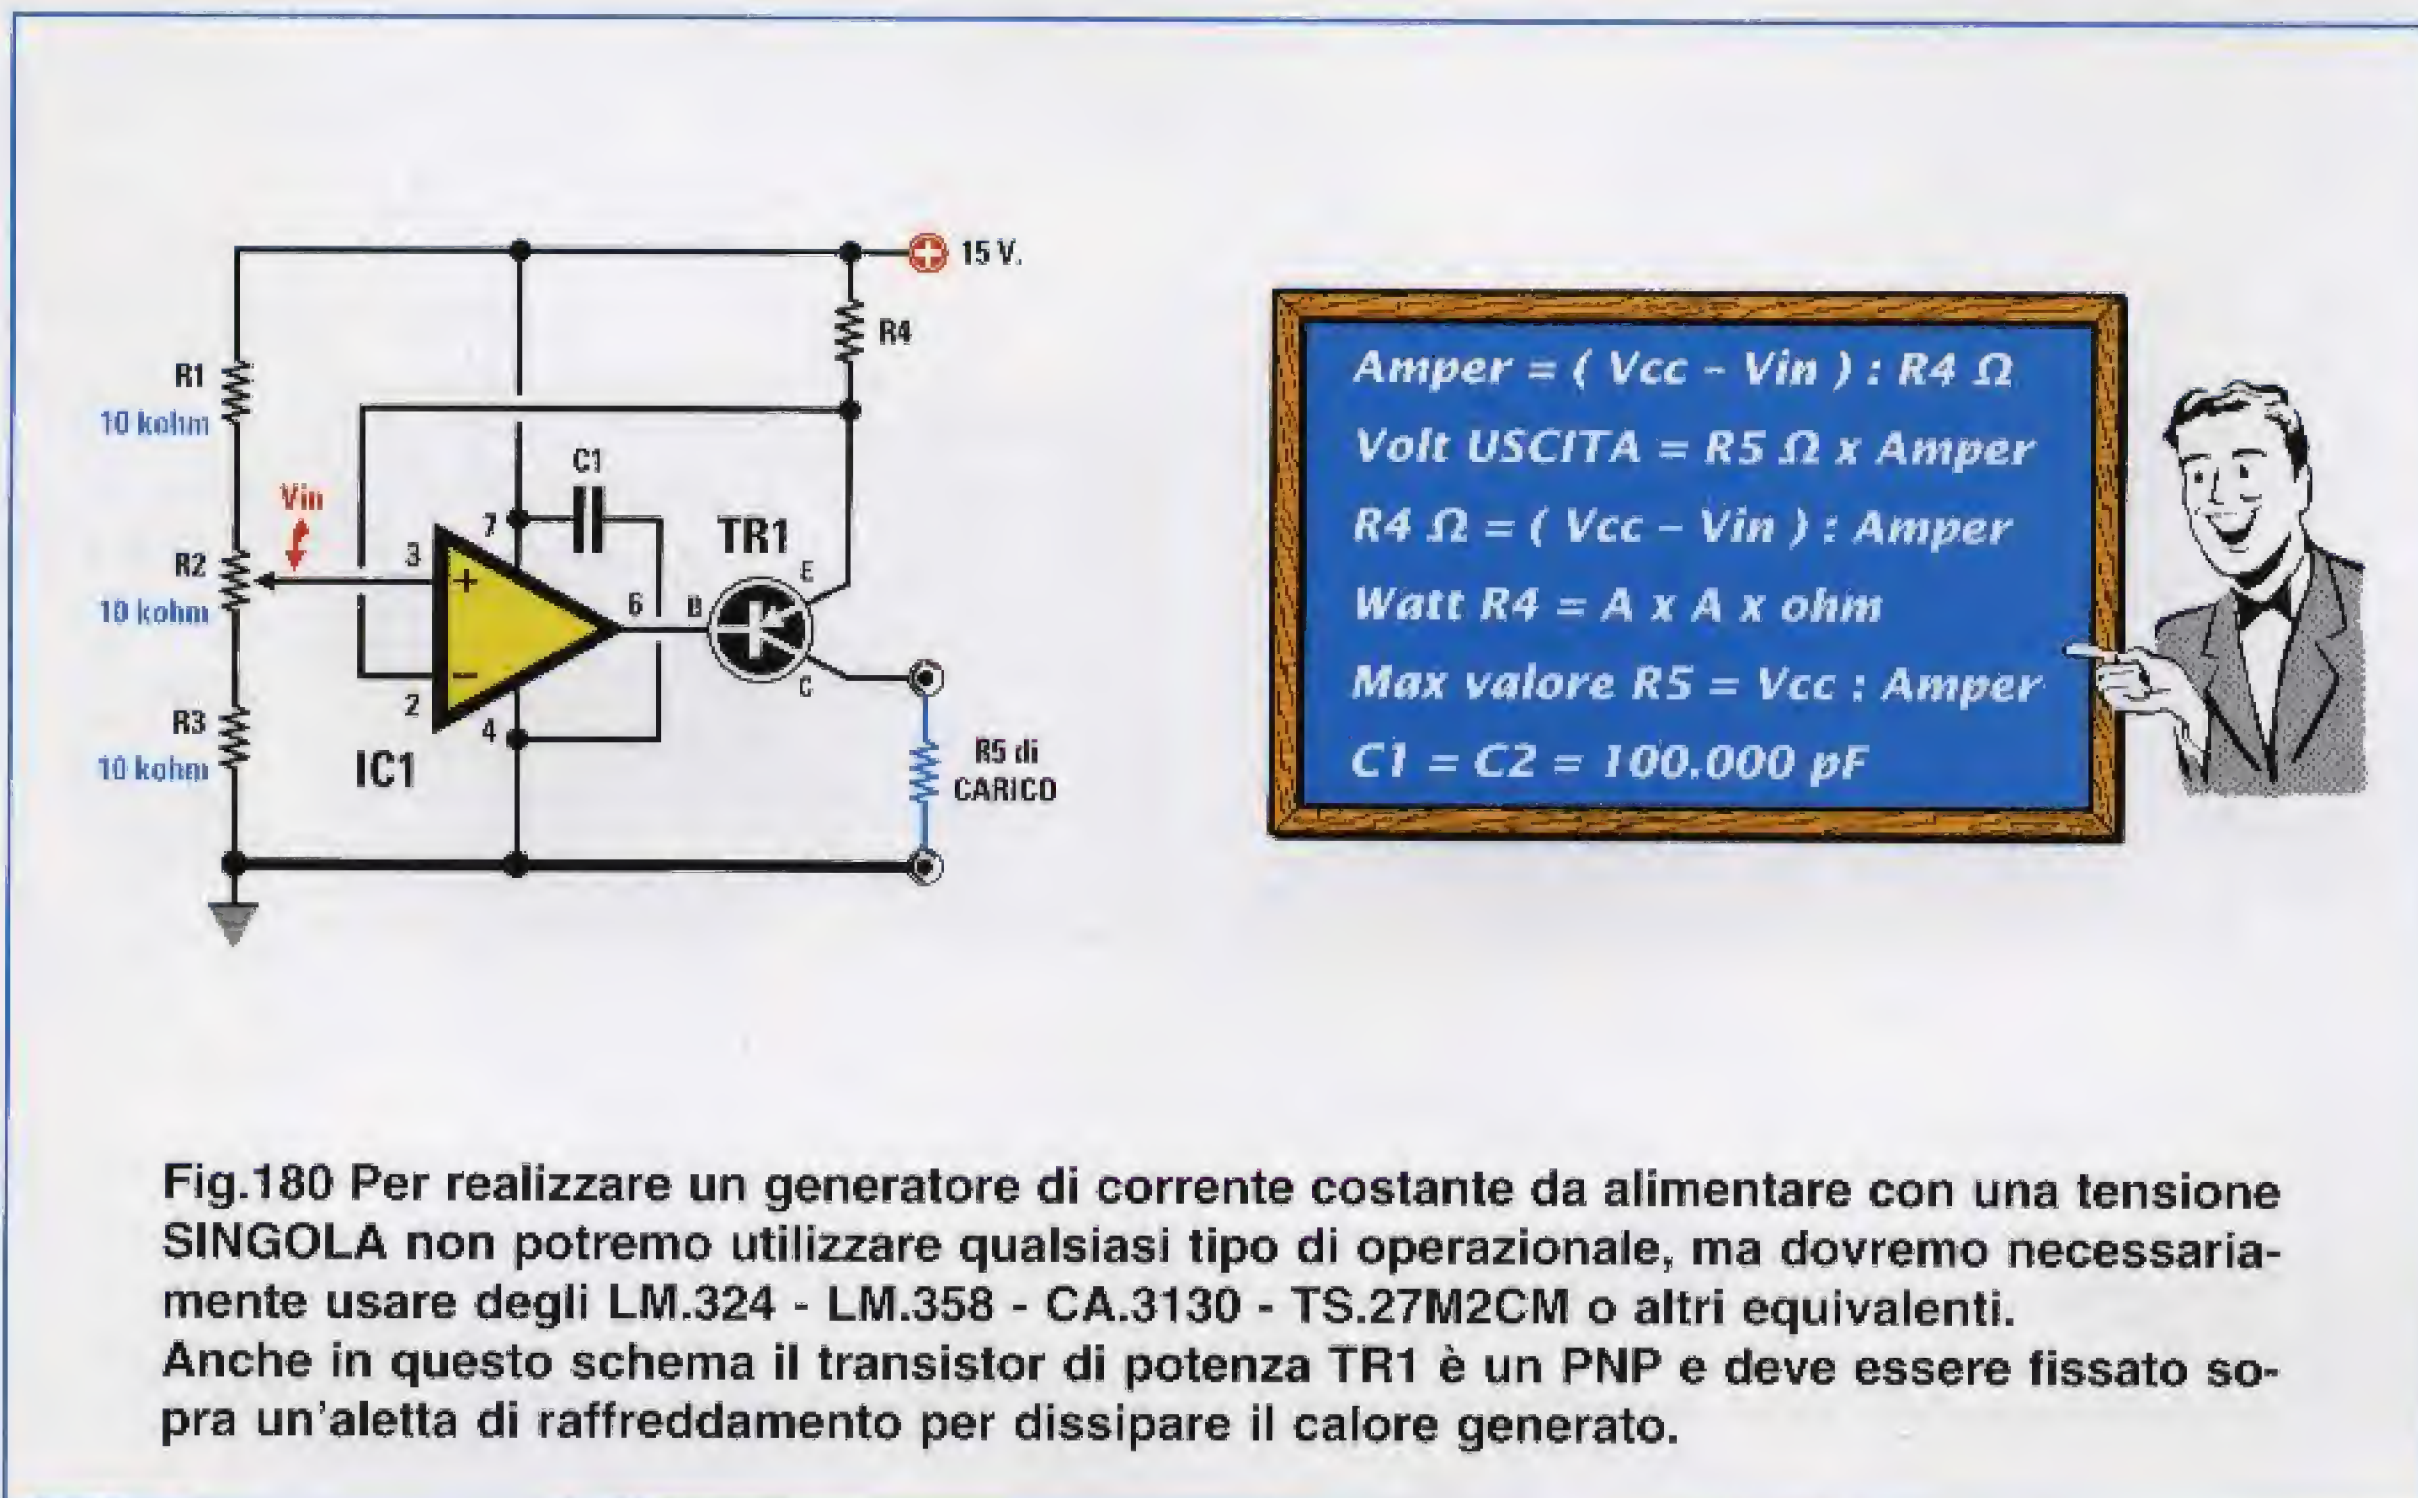 15 V.
R4
R1
10 kohm
C1
Vin
7
TR1
3
E
R2
+
6
B
10 kohm
−
2
C
4
R3
IC1
R5 di
10 kohm
CARICO
Amper = ( Vcc – Vin ) : R4 Ω
Volt USCITA = R5 Ω x Amper
R4 Ω = ( Vcc – Vin ) : Amper
Watt R4 = A x A x ohm
Max valore R5 = Vcc : Amper
C1 = C2 = 100.000 pF
Fig.180 Per realizzare un generatore di corrente costante da alimentare con una tensione
SINGOLA non potremo utilizzare qualsiasi tipo di operazionale, ma dovremo necessaria-
mente usare degli LM.324 - LM.358 - CA.3130 - TS.27M2CM o altri equivalenti.
Anche in questo schema il transistor di potenza TR1 è un PNP e deve essere fissato so-
pra un'aletta di raffreddamento per dissipare il calore generato.